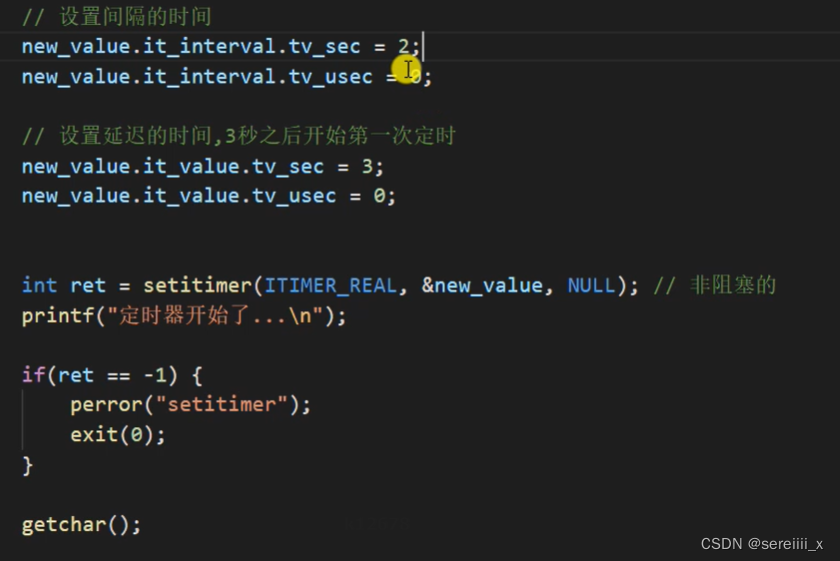 // 设置间隔的时间
new_value.it_interval.tv_sec = 2;
new_value.it_interval.tv_usec = 0;
// 设置延迟的时间,3秒之后开始第一次定时
new_value.it_value.tv_sec = 3;
new_value.it_value.tv_usec = 0;
int ret = setitimer(ITIMER_REAL, &new_value, NULL); // 非阻塞的
printf("定时器开始了...\n");
if(ret == -1) {
perror("setitimer");
exit(0);
}
getchar();
CSDN @sereiiii_x